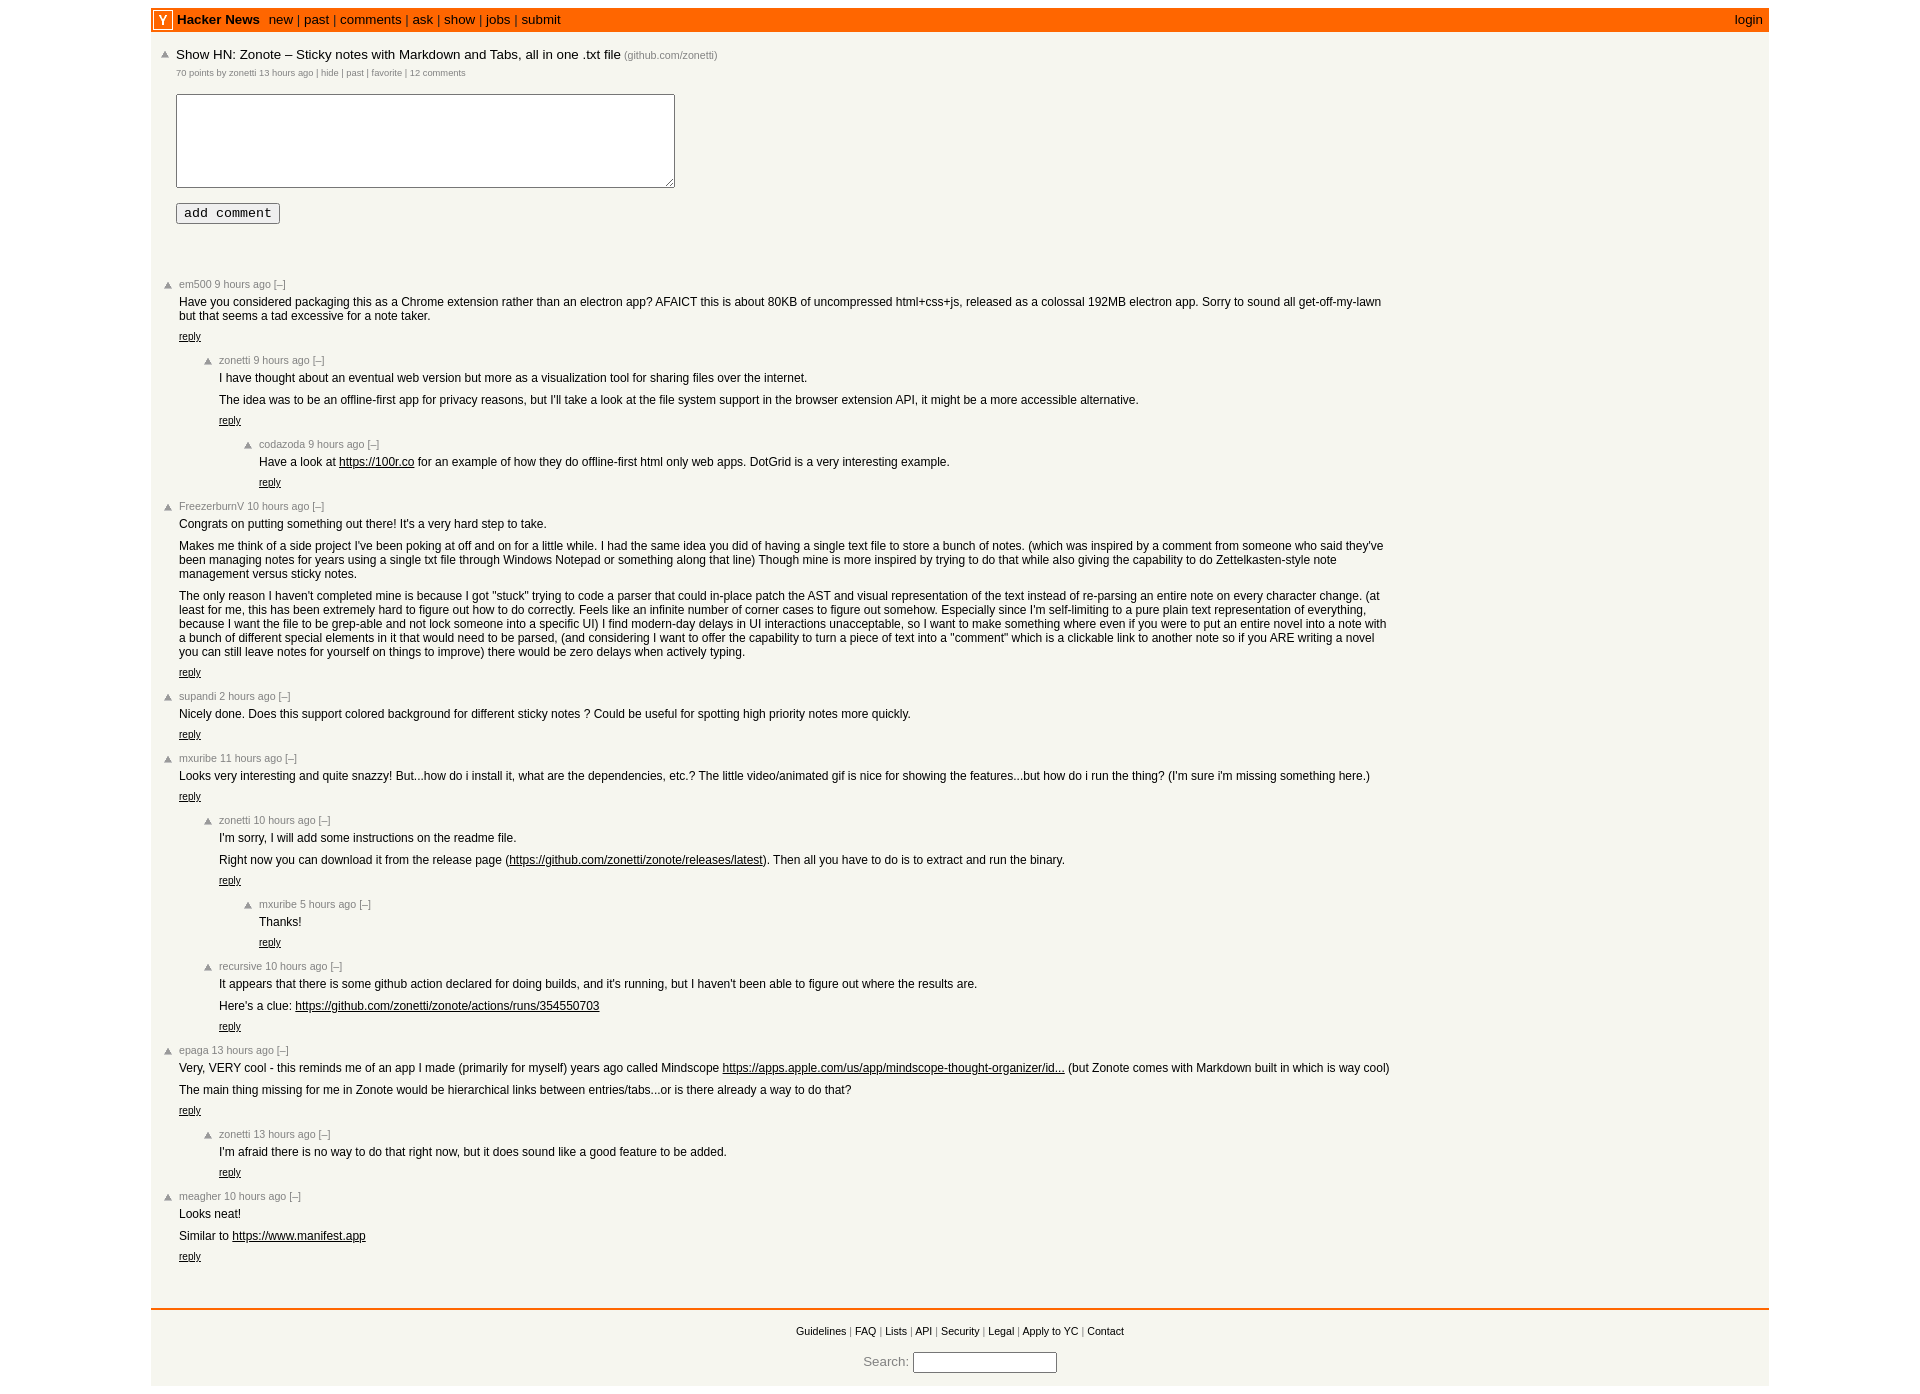 Y Hacker News new | past | comments | ask | show | jobs | submit login
Show HN: Zonote – Sticky notes with Markdown and Tabs, all in one .txt file (github.com/zonetti)
70 points by zonetti 13 hours ago | hide | past | favorite | 12 comments
add comment
em500 9 hours ago [–]
Have you considered packaging this as a Chrome extension rather than an electron app? AFAICT this is about 80KB of uncompressed html+css+js, released as a colossal 192MB electron app. Sorry to sound all get-off-my-lawn
but that seems a tad excessive for a note taker.
reply
zonetti 9 hours ago [–]
I have thought about an eventual web version but more as a visualization tool for sharing files over the internet.
The idea was to be an offline-first app for privacy reasons, but I'll take a look at the file system support in the browser extension API, it might be a more accessible alternative.
reply
codazoda 9 hours ago [–]
Have a look at https://100r.co for an example of how they do offline-first html only web apps. DotGrid is a very interesting example.
reply
FreezerburnV 10 hours ago [–]
Congrats on putting something out there! It's a very hard step to take.
Makes me think of a side project I've been poking at off and on for a little while. I had the same idea you did of having a single text file to store a bunch of notes. (which was inspired by a comment from someone who said they've
been managing notes for years using a single txt file through Windows Notepad or something along that line) Though mine is more inspired by trying to do that while also giving the capability to do Zettelkasten-style note
management versus sticky notes.
The only reason I haven't completed mine is because I got "stuck" trying to code a parser that could in-place patch the AST and visual representation of the text instead of re-parsing an entire note on every character change. (at
least for me, this has been extremely hard to figure out how to do correctly. Feels like an infinite number of corner cases to figure out somehow. Especially since I'm self-limiting to a pure plain text representation of everything,
because I want the file to be grep-able and not lock someone into a specific UI) I find modern-day delays in UI interactions unacceptable, so I want to make something where even if you were to put an entire novel into a note with
a bunch of different special elements in it that would need to be parsed, (and considering I want to offer the capability to turn a piece of text into a "comment" which is a clickable link to another note so if you ARE writing a novel
you can still leave notes for yourself on things to improve) there would be zero delays when actively typing.
reply
supandi 2 hours ago [–]
Nicely done. Does this support colored background for different sticky notes ? Could be useful for spotting high priority notes more quickly.
reply
mxuribe 11 hours ago [–]
Looks very interesting and quite snazzy! But...how do i install it, what are the dependencies, etc.? The little video/animated gif is nice for showing the features...but how do i run the thing? (I'm sure i'm missing something here.)
reply
zonetti 10 hours ago [–]
I'm sorry, I will add some instructions on the readme file.
Right now you can download it from the release page (https://github.com/zonetti/zonote/releases/latest). Then all you have to do is to extract and run the binary.
reply
mxuribe 5 hours ago [–]
Thanks!
reply
recursive 10 hours ago [–]
It appears that there is some github action declared for doing builds, and it's running, but I haven't been able to figure out where the results are.
Here's a clue: https://github.com/zonetti/zonote/actions/runs/354550703
reply
epaga 13 hours ago [–]
Very, VERY cool - this reminds me of an app I made (primarily for myself) years ago called Mindscope https://apps.apple.com/us/app/mindscope-thought-organizer/id... (but Zonote comes with Markdown built in which is way cool)
The main thing missing for me in Zonote would be hierarchical links between entries/tabs...or is there already a way to do that?
reply
zonetti 13 hours ago [–]
I'm afraid there is no way to do that right now, but it does sound like a good feature to be added.
reply
meagher 10 hours ago [–]
Looks neat!
Similar to https://www.manifest.app
reply
Guidelines | FAQ | Lists | API | Security | Legal | Apply to YC | Contact
Search: